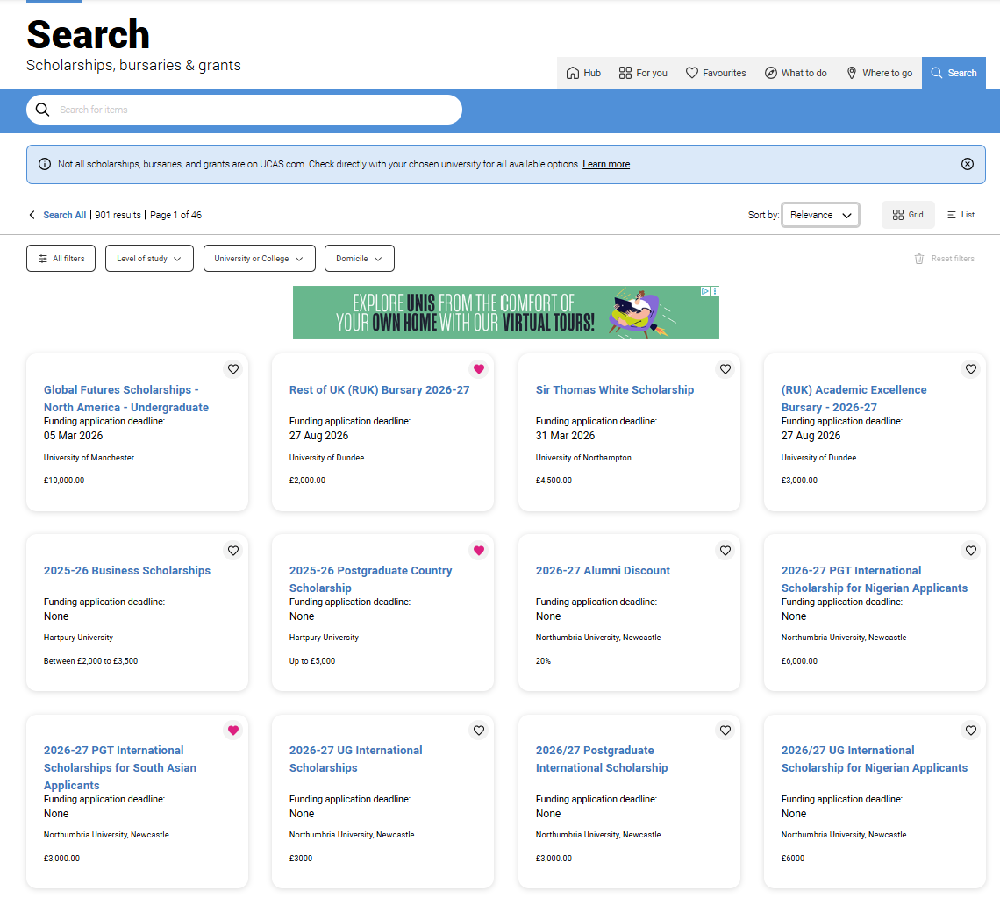 Search
Scholarships, bursaries & grants
Hub
For you
Favourites
What to do
Where to go
Search
Search for items
Not all scholarships, bursaries, and grants are on UCAS.com. Check directly with your chosen university for all available options. Learn more
Search All | 901 results | Page 1 of 46
Sort by: Relevance
Grid
List
All filters
Level of study
University or College
Domicile
Reset filters
EXPLORE UNIS FROM THE COMFORT OF
YOUR OWN HOME WITH OUR VIRTUAL TOURS!
Global Futures Scholarships -
North America - Undergraduate
Funding application deadline:
05 Mar 2026
University of Manchester
£10,000.00
Rest of UK (RUK) Bursary 2026-27
Funding application deadline:
27 Aug 2026
University of Dundee
£2,000.00
Sir Thomas White Scholarship
Funding application deadline:
31 Mar 2026
University of Northampton
£4,500.00
(RUK) Academic Excellence
Bursary - 2026-27
Funding application deadline:
27 Aug 2026
University of Dundee
£3,000.00
2025-26 Business Scholarships
Funding application deadline:
None
Hartpury University
Between £2,000 to £3,500
2025-26 Postgraduate Country
Scholarship
Funding application deadline:
None
Hartpury University
Up to £5,000
2026-27 Alumni Discount
Funding application deadline:
None
Northumbria University, Newcastle
20%
2026-27 PGT International
Scholarship for Nigerian Applicants
Funding application deadline:
None
Northumbria University, Newcastle
£6,000.00
2026-27 PGT International
Scholarships for South Asian
Applicants
Funding application deadline:
None
Northumbria University, Newcastle
£3,000.00
2026-27 UG International
Scholarships
Funding application deadline:
None
Northumbria University, Newcastle
£3000
2026/27 Postgraduate
International Scholarship
Funding application deadline:
None
Northumbria University, Newcastle
£3,000.00
2026/27 UG International
Scholarship for Nigerian Applicants
Funding application deadline:
None
Northumbria University, Newcastle
£6000